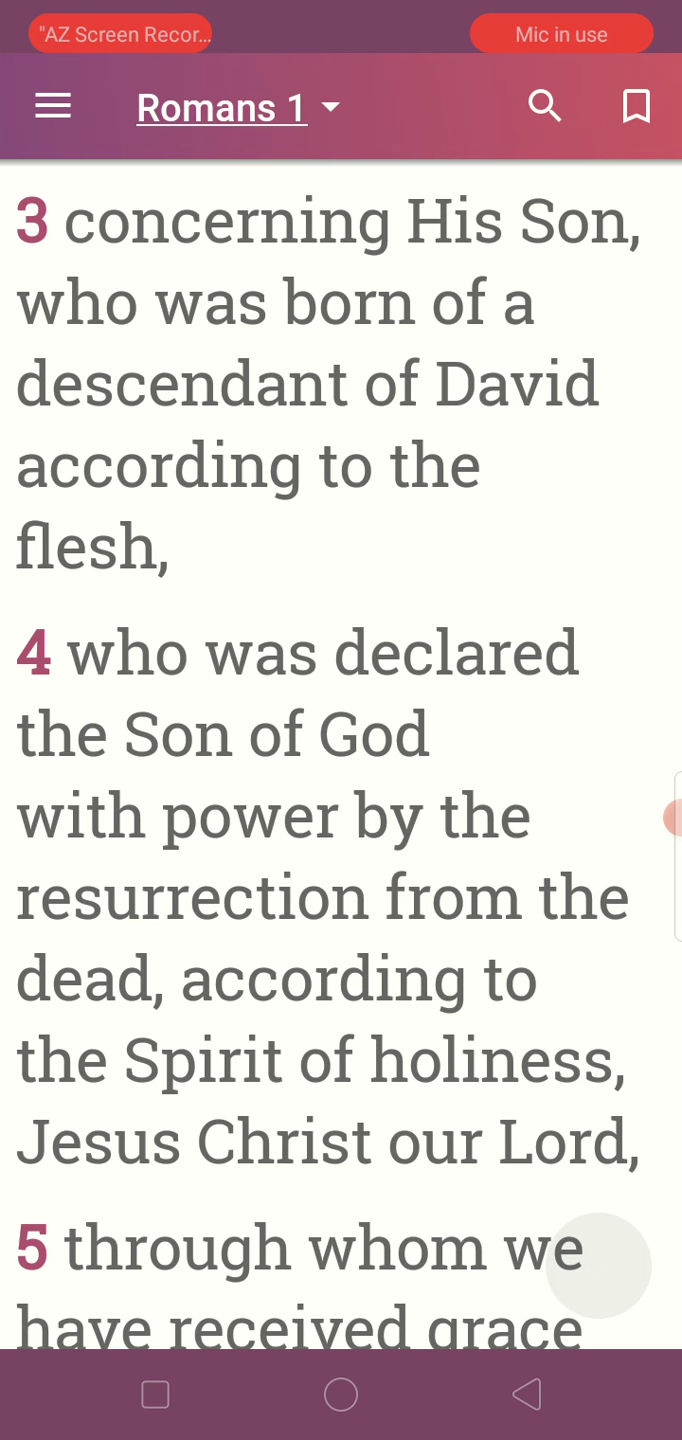 "AZ Screen Recor...
Mic in use
Romans 1
3 concerning His Son,
who was born of a
descendant of David
according to the
flesh,
4 who was declared
the Son of God
with power by the
resurrection from the
dead, according to
the Spirit of holiness,
Jesus Christ our Lord,
5 through whom we
have received grace